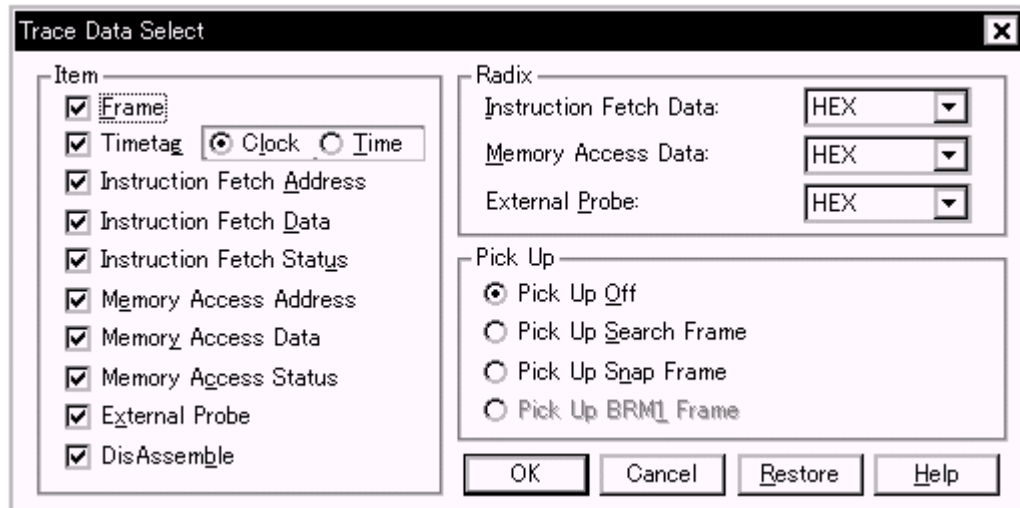 Trace Data Select
Item
Frame
Timetag Clock Time
Instruction Fetch Address
Instruction Fetch Data
Instruction Fetch Status
Memory Access Address
Memory Access Data
Memory Access Status
External Probe
DisAssemble
Radix
Instruction Fetch Data: HEX
Memory Access Data: HEX
External Probe: HEX
Pick Up
Pick Up Off
Pick Up Search Frame
Pick Up Snap Frame
Pick Up BRM1 Frame
OK Cancel Restore Help